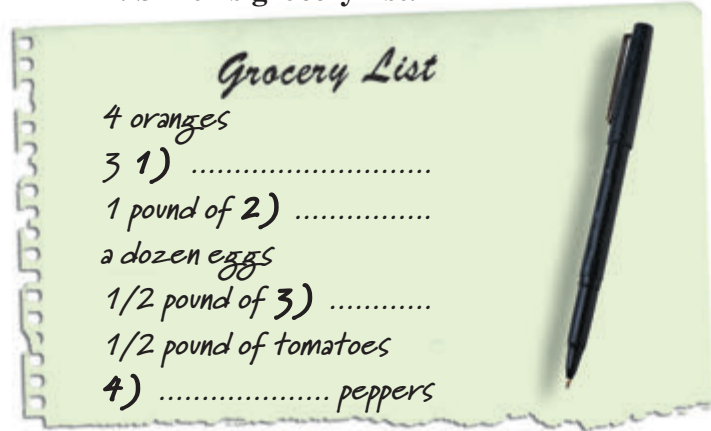 Grocery List
4 oranges
3 1) ............................
1 pound of 2) ................
a dozen eggs
1/2 pound of 3) ............
1/2 pound of tomatoes
4) .................... peppers